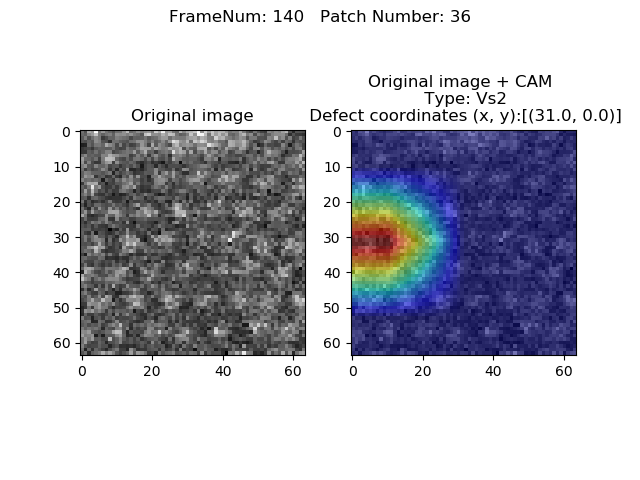 FrameNum: 140   Patch Number: 36
Original image
Original image + CAM
Type: Vs2
Defect coordinates (x, y):[(31.0, 0.0)]
0
10
20
30
40
50
60
0 20 40 60
0
10
20
30
40
50
60
0 20 40 60